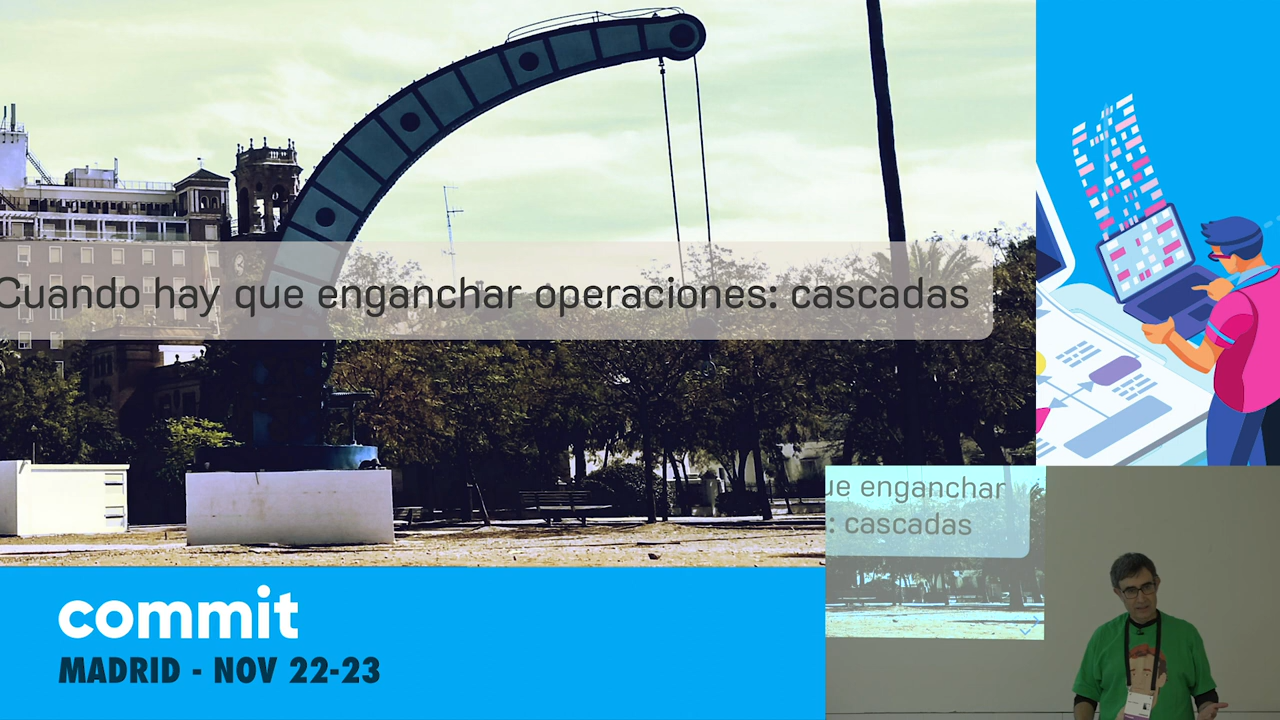 Cuando hay que enganchar operaciones: cascadas
ue enganchar
: cascadas
commit
MADRID - NOV 22-23